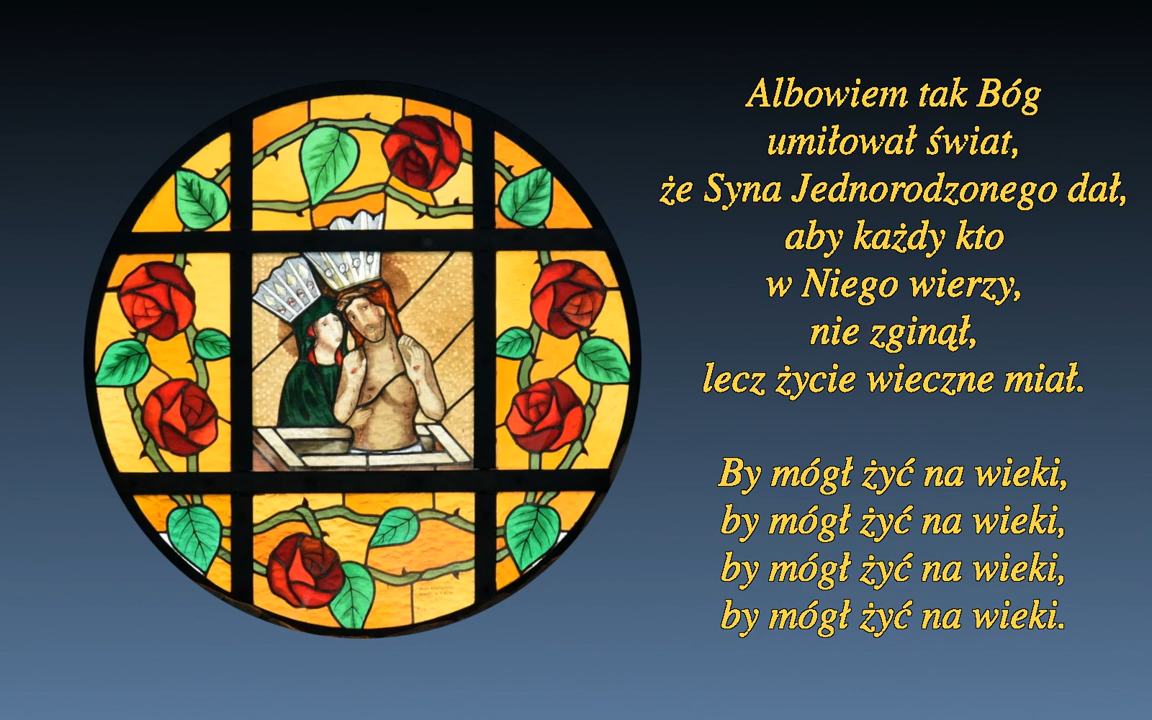 Albowiem tak Bóg
umiłował świat,
że Syna Jednorodzonego dał,
aby każdy kto
w Niego wierzy,
nie zginął,
lecz życie wieczne miał.
By mógł żyć na wieki,
by mógł żyć na wieki,
by mógł żyć na wieki,
by mógł żyć na wieki.